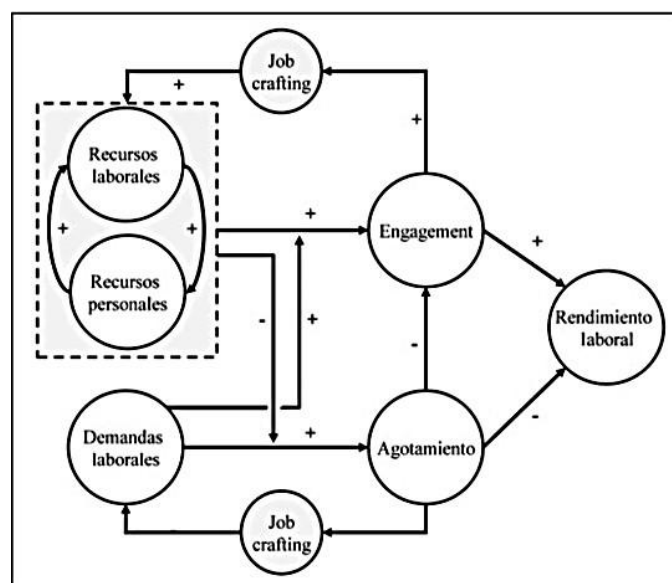 Job
crafting
+
+
Recursos
laborales
+
+
Recursos
personales
+
Engagement
+
-
+
-
Rendimiento
laboral
-
Demandas
laborales
+
Agotamiento
Job
crafting